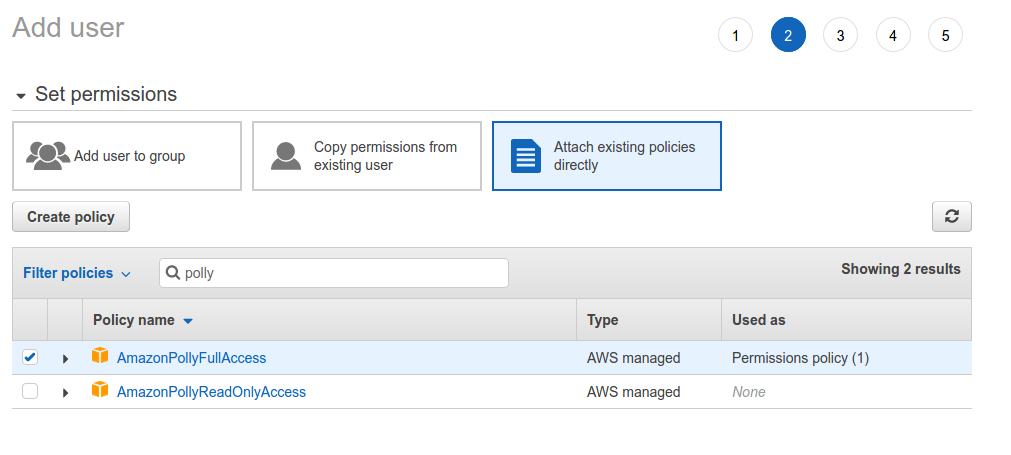 Add user
1 2 3 4 5
Set permissions
Add user to group
Copy permissions from
existing user
Attach existing policies
directly
Create policy
Filter policies polly Showing 2 results
Policy name Type Used as
AmazonPollyFullAccess AWS managed Permissions policy (1)
AmazonPollyReadOnlyAccess AWS managed None